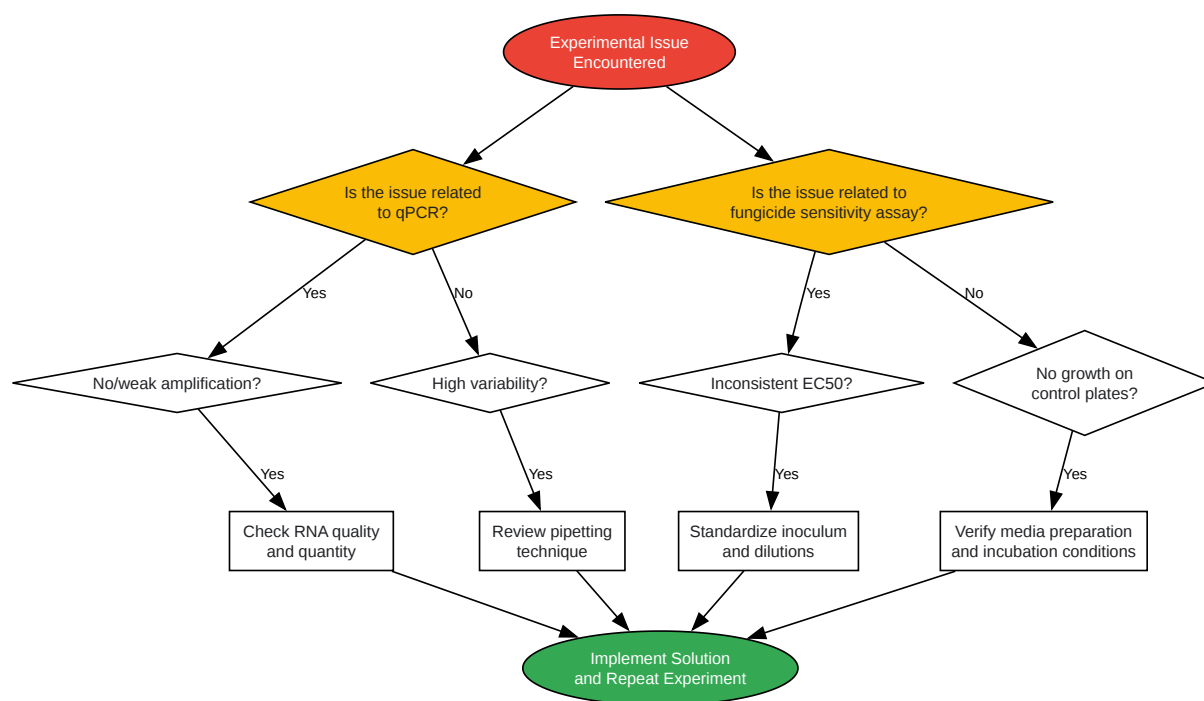 Experimental Issue
Encountered
Is the issue related
to qPCR?
Is the issue related to
fungicide sensitivity assay?
Yes
No
Yes
No
No/weak amplification?
High variability?
Inconsistent EC50?
No growth on
control plates?
Yes
Yes
Yes
Yes
Check RNA quality
and quantity
Review pipetting
technique
Standardize inoculum
and dilutions
Verify media preparation
and incubation conditions
Implement Solution
and Repeat Experiment